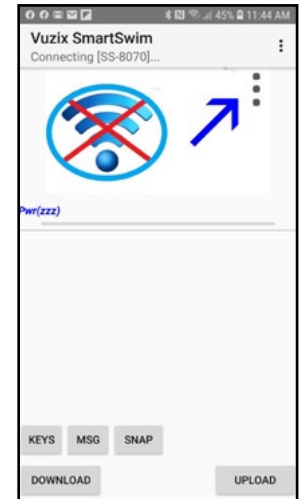 45% 11:44 AM
Vuzix SmartSwim
Connecting [SS-8070]...
Pwr(zzz)
KEYS MSG SNAP
DOWNLOAD UPLOAD